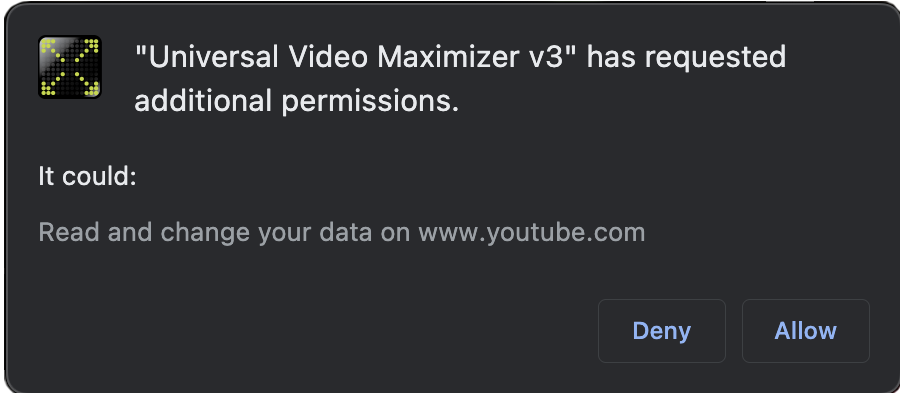 "Universal Video Maximizer v3" has requested
additional permissions.
It could:
Read and change your data on www.youtube.com
Deny Allow